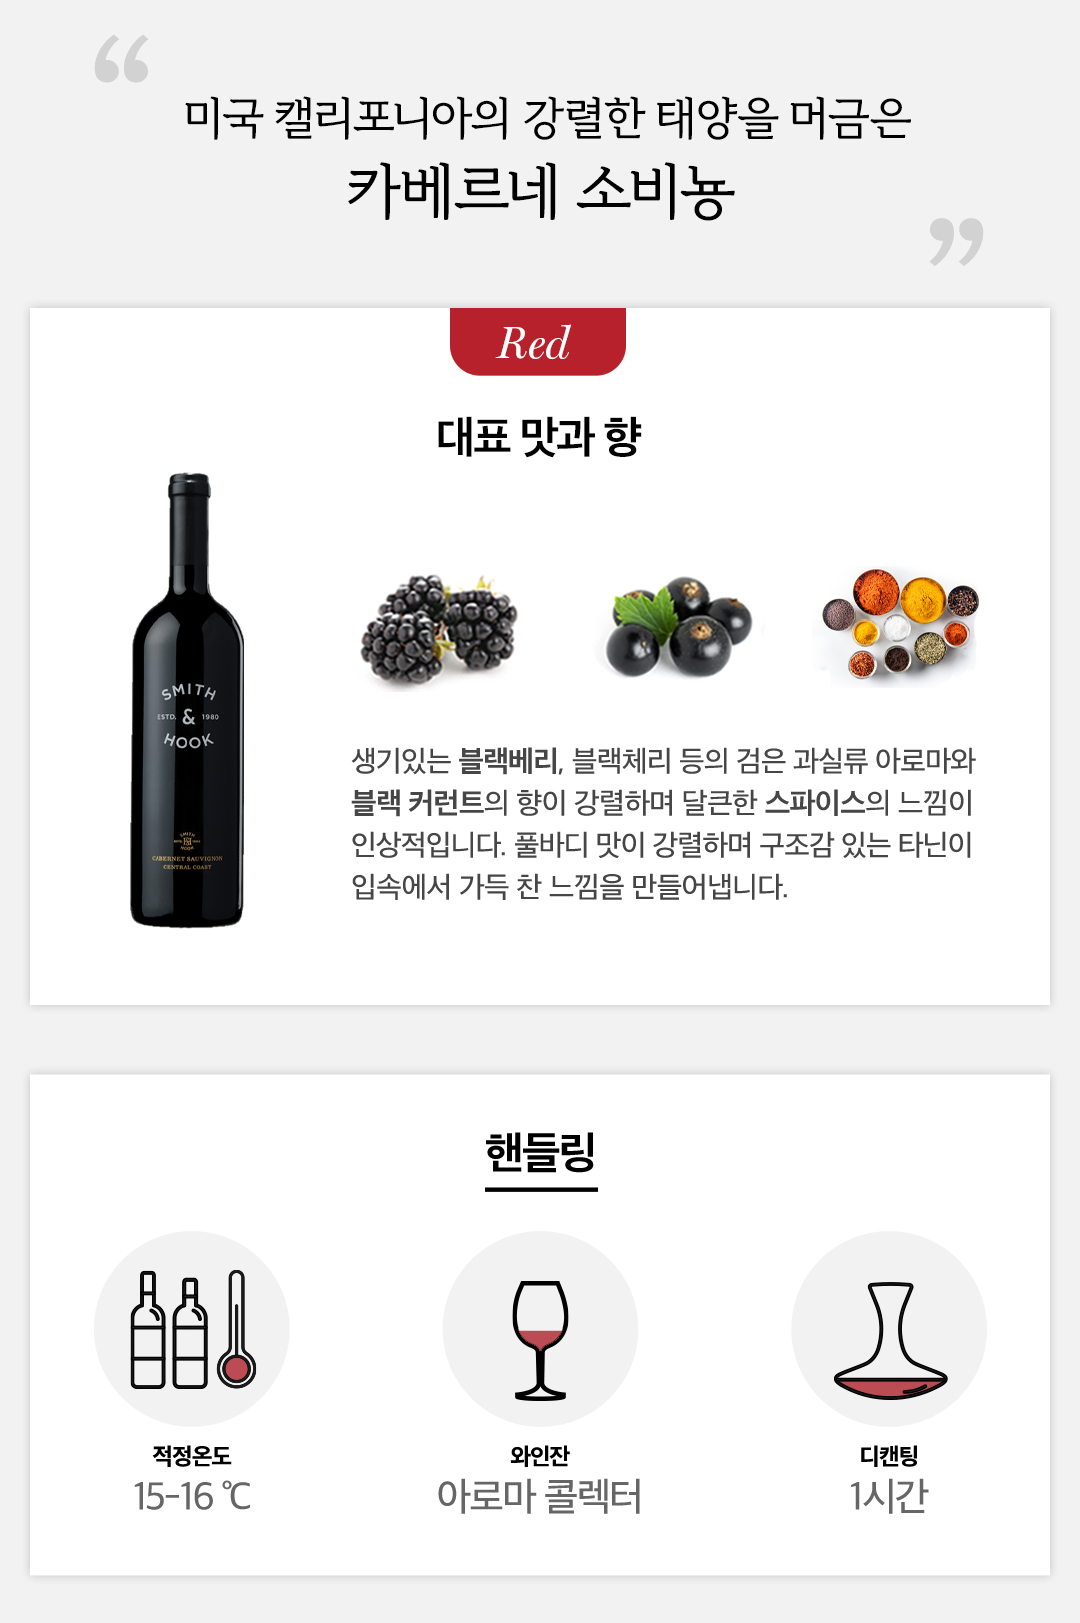 “
미국 캘리포니아의 강렬한 태양을 머금은
카베르네 소비뇽
”
Red
대표 맛과 향
SMITH
ESTD. & 1980
HOOK
SMITH
HOOK
CABERNET SAUVIGNON
CENTRAL COAST
생기있는 블랙베리, 블랙체리 등의 검은 과실류 아로마와
블랙 커런트의 향이 강렬하며 달큰한 스파이스의 느낌이
인상적입니다. 풀바디 맛이 강렬하며 구조감 있는 타닌이
입속에서 가득 찬 느낌을 만들어냅니다.
핸들링
적정온도
15-16 ℃
와인잔
아로마 콜렉터
디캔팅
1시간